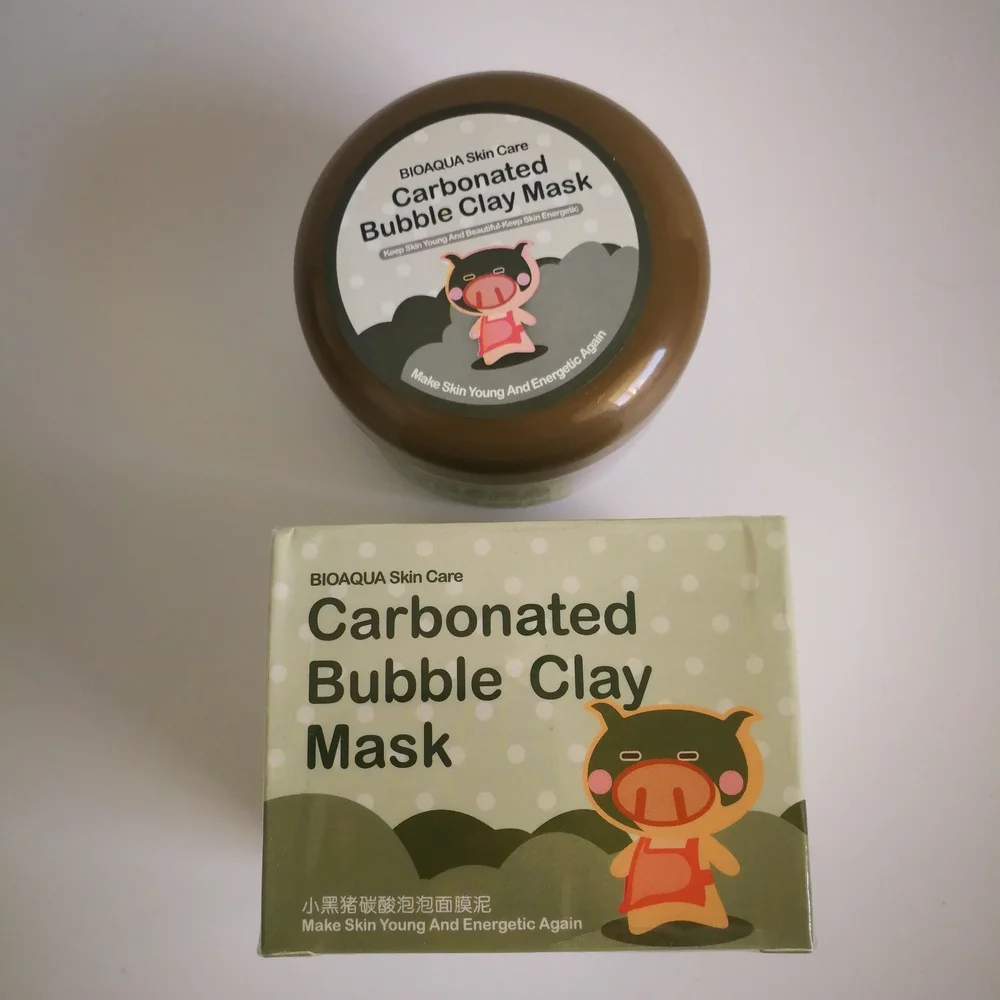 BIOAQUA Skin Care
Carbonated
Bubble Clay Mask
Keep Skin Young And Beautiful-Keep Skin Energetic
Make Skin Young And Energetic Again
BIOAQUA Skin Care
Carbonated
Bubble Clay
Mask
小黑猪碳酸泡泡面膜泥
Make Skin Young And Energetic Again